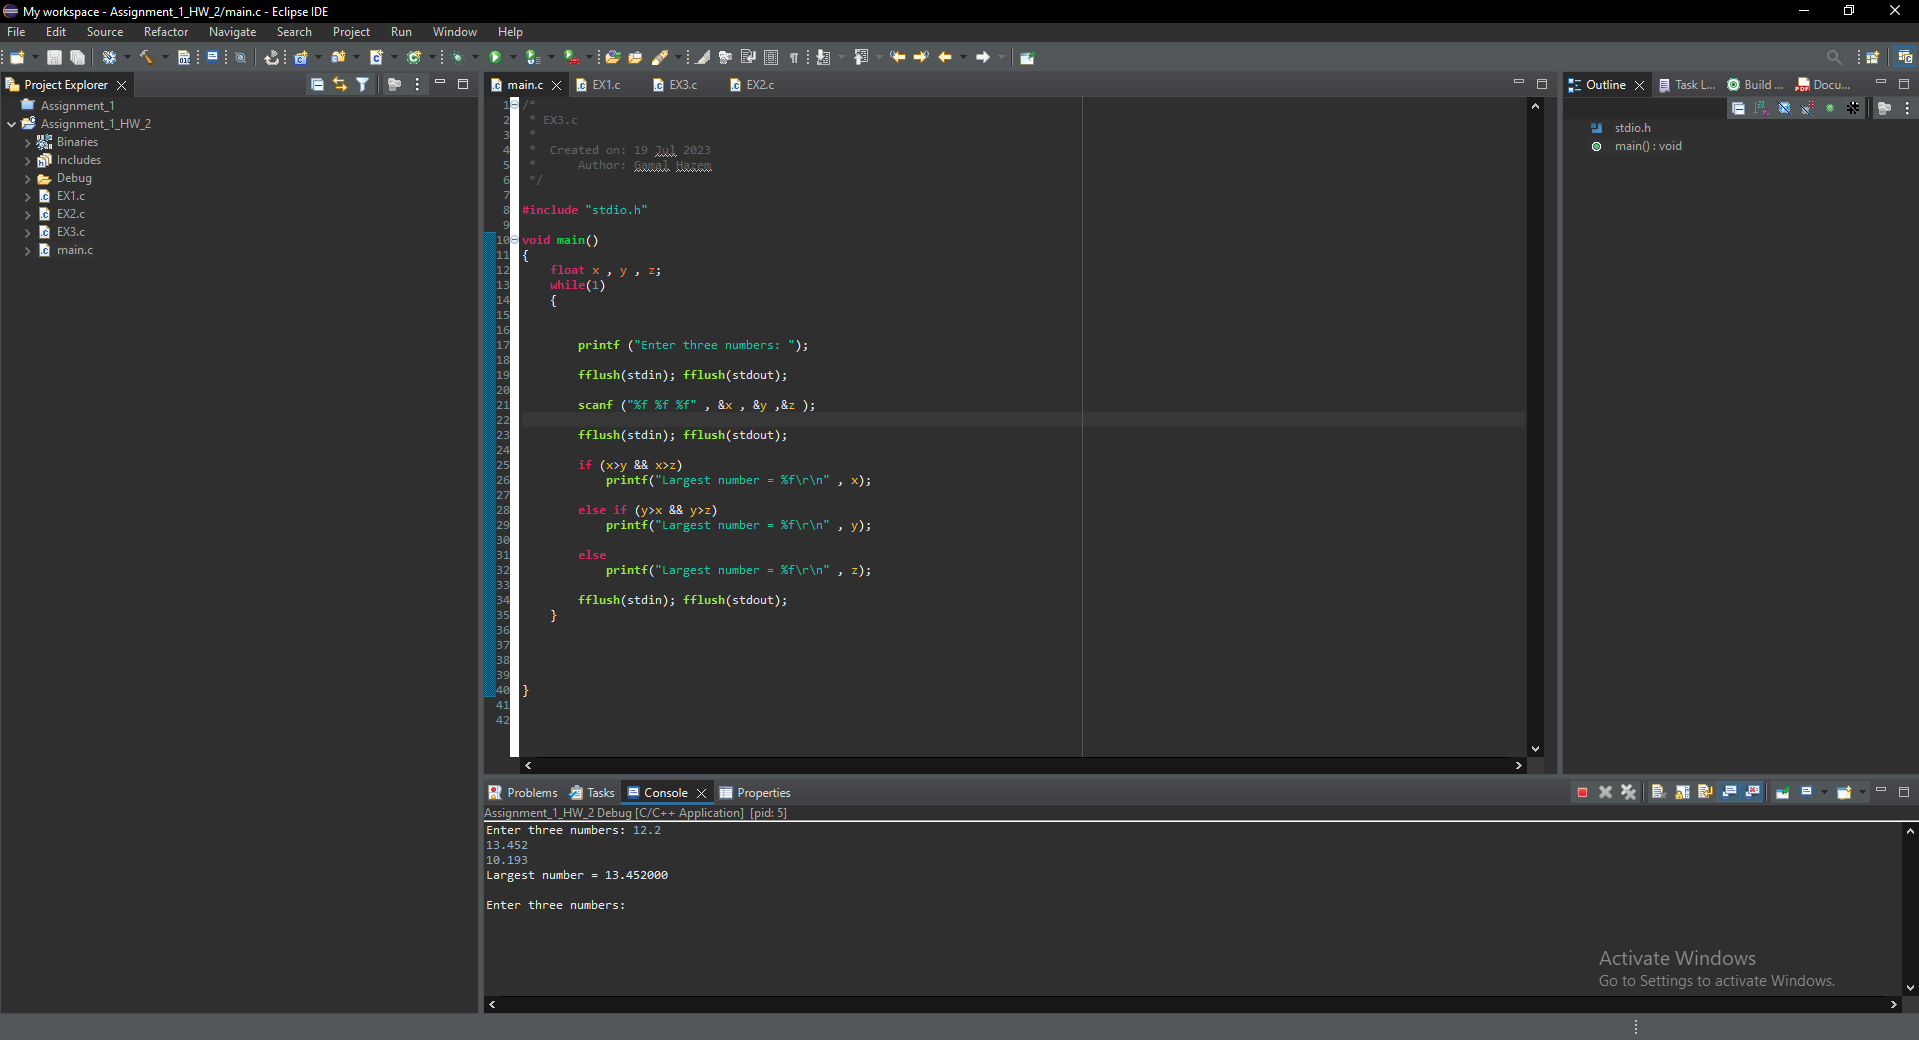 My workspace - Assignment_1_HW_2/main.c - Eclipse IDE
File Edit Source Refactor Navigate Search Project Run Window Help
Project Explorer
main.c EX1.c EX3.c EX2.c
Outline Task L... Build ... Docu...
Assignment_1
Assignment_1_HW_2
Binaries
Includes
Debug
EX1.c
EX2.c
EX3.c
main.c
1 /*
2  * EX3.c
3  *
4  *  Created on: 19 Jul 2023
5  *      Author: Gamal Hazem
6  */
7
8 #include "stdio.h"
9
10 void main()
11 {
12     float x , y , z;
13     while(1)
14     {
15
16
17         printf ("Enter three numbers: ");
18
19         fflush(stdin); fflush(stdout);
20
21         scanf ("%f %f %f" , &x , &y ,&z );
22
23         fflush(stdin); fflush(stdout);
24
25         if (x>y && x>z)
26             printf("Largest number = %f\r\n" , x);
27
28         else if (y>x && y>z)
29             printf("Largest number = %f\r\n" , y);
30
31         else
32             printf("Largest number = %f\r\n" , z);
33
34         fflush(stdin); fflush(stdout);
35     }
36
37
38
39
40 }
41
42
stdio.h
main() : void
Problems Tasks Console Properties
Assignment_1_HW_2 Debug [C/C++ Application] [pid: 5]
Enter three numbers: 12.2
13.452
10.193
Largest number = 13.452000
Enter three numbers:
Activate Windows
Go to Settings to activate Windows.